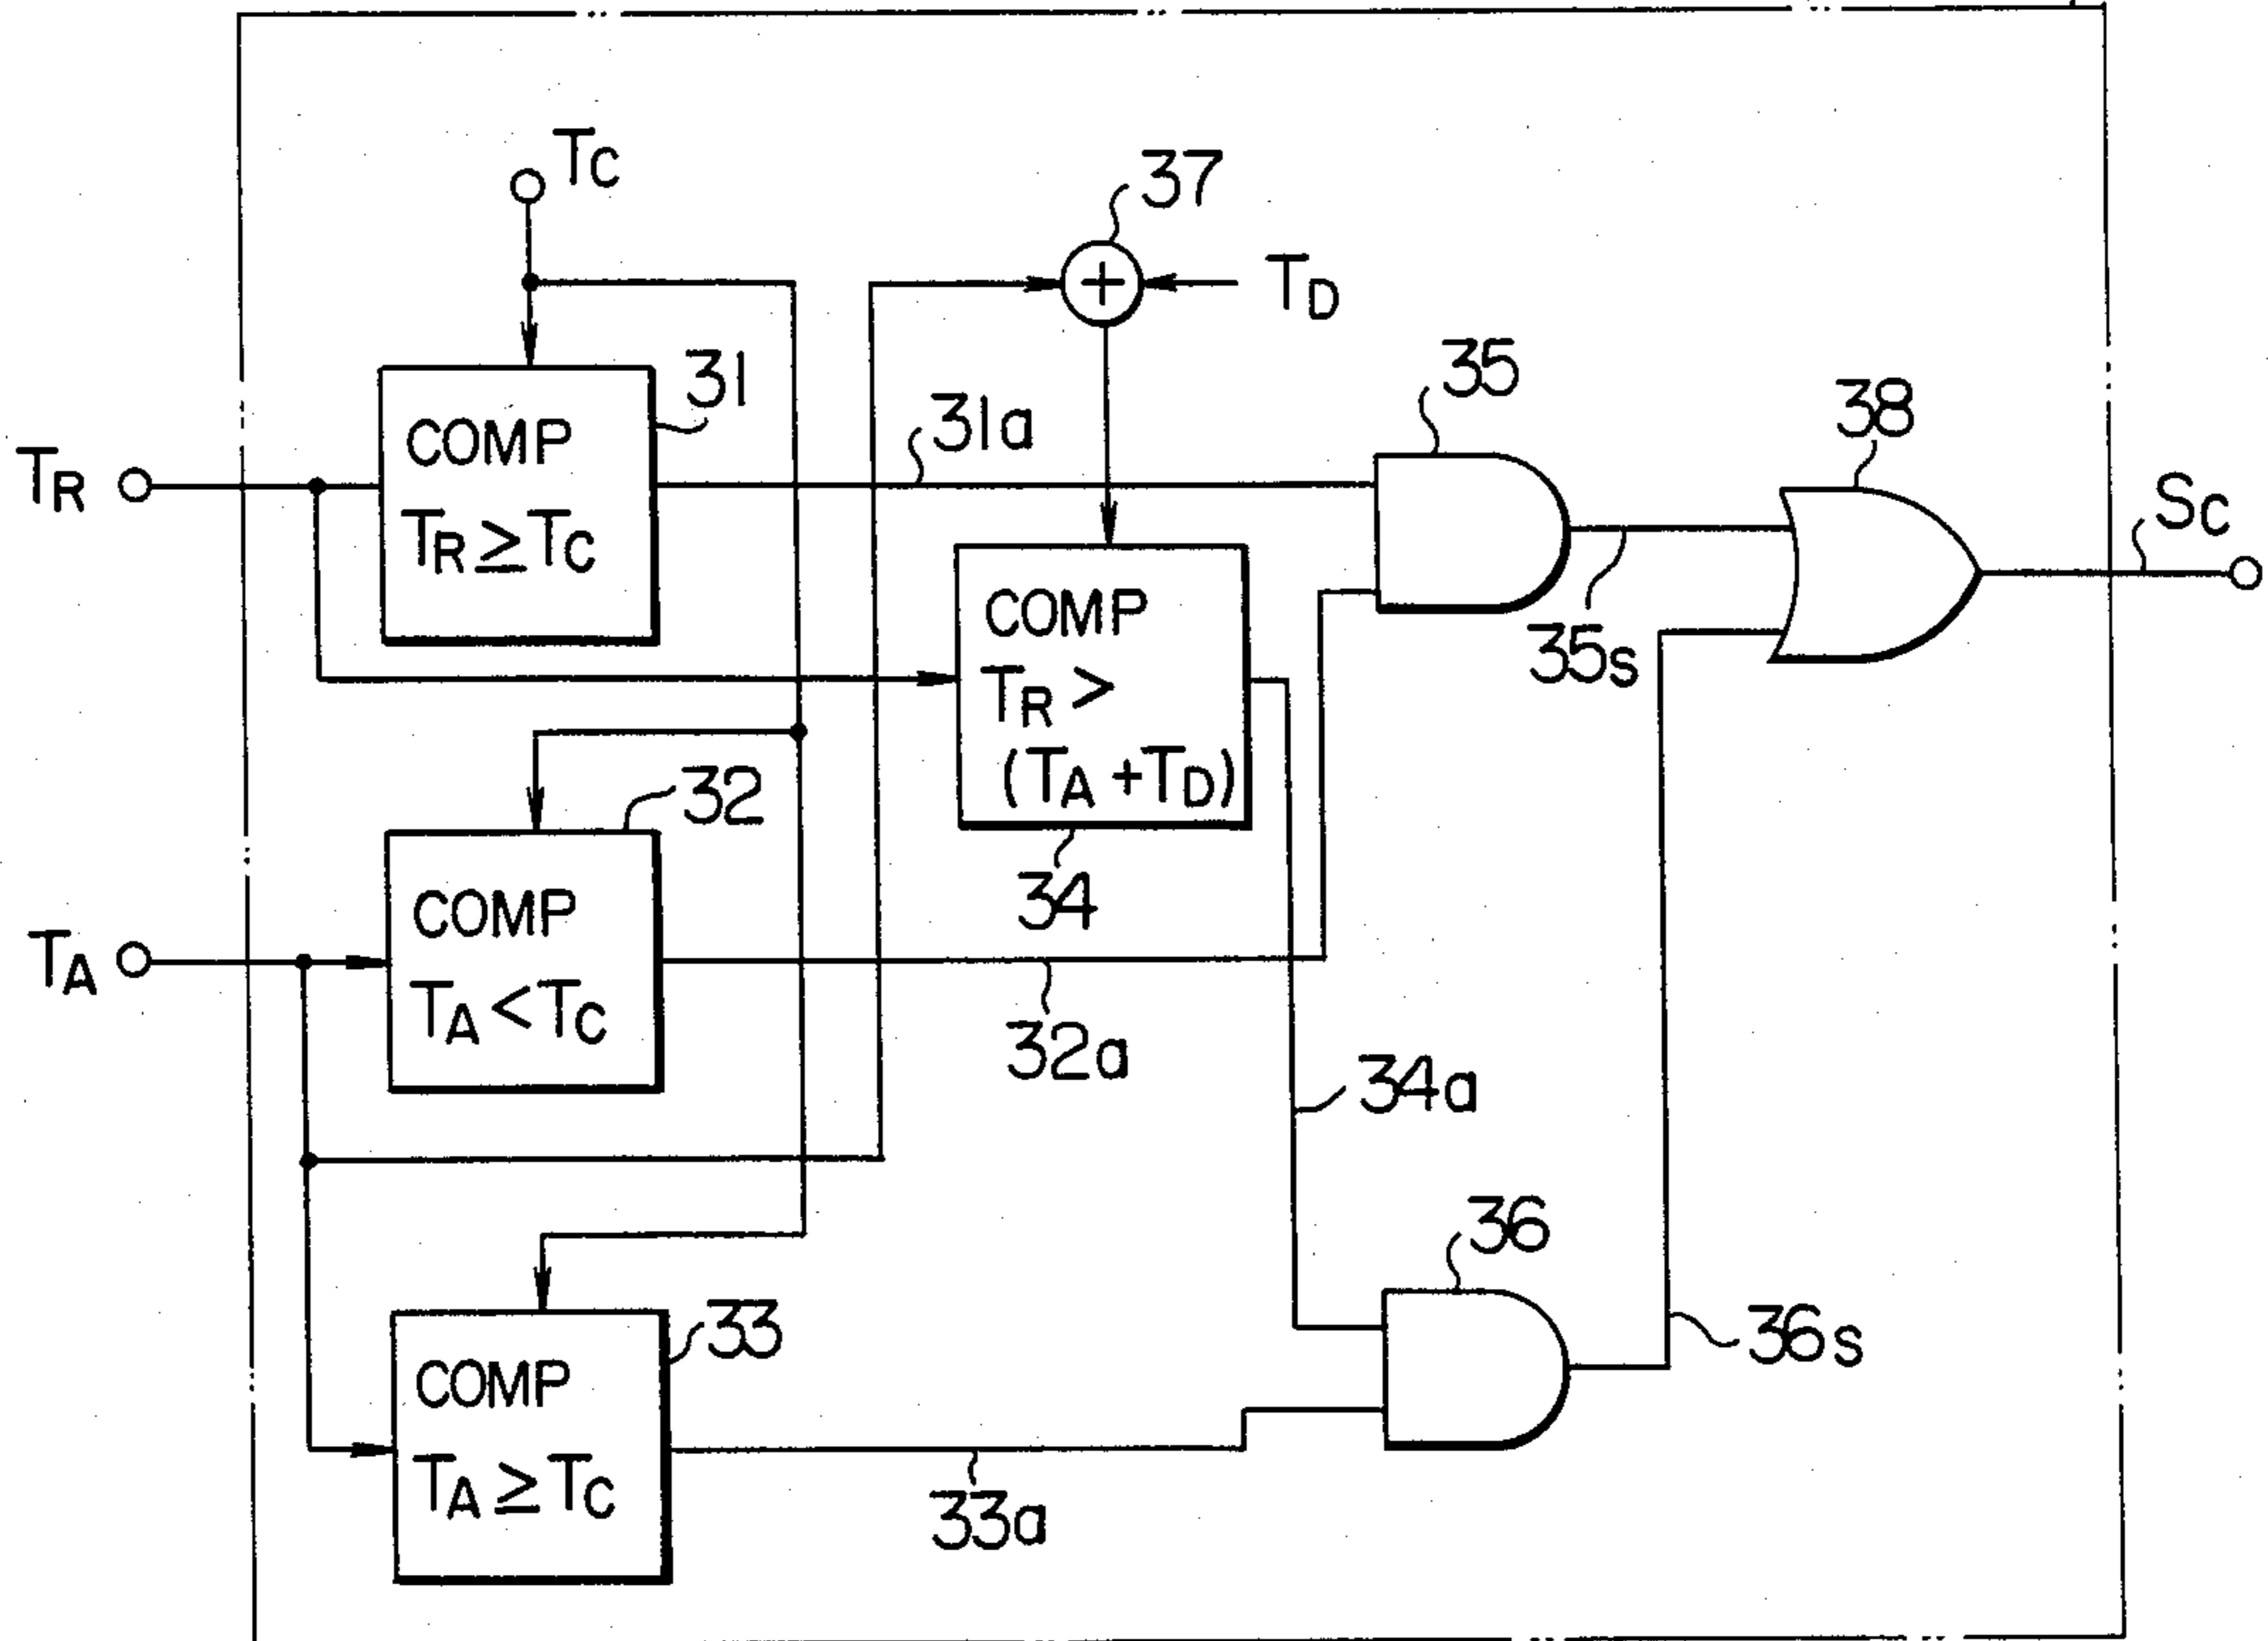 TC
37
TD
31
COMP
TR ≥ TC
31a
35
38
TR
SC
COMP
TR >
(TA + TD)
35s
32
34
COMP
TA < TC
TA
32a
34a
36
33
COMP
TA ≥ TC
36s
33a